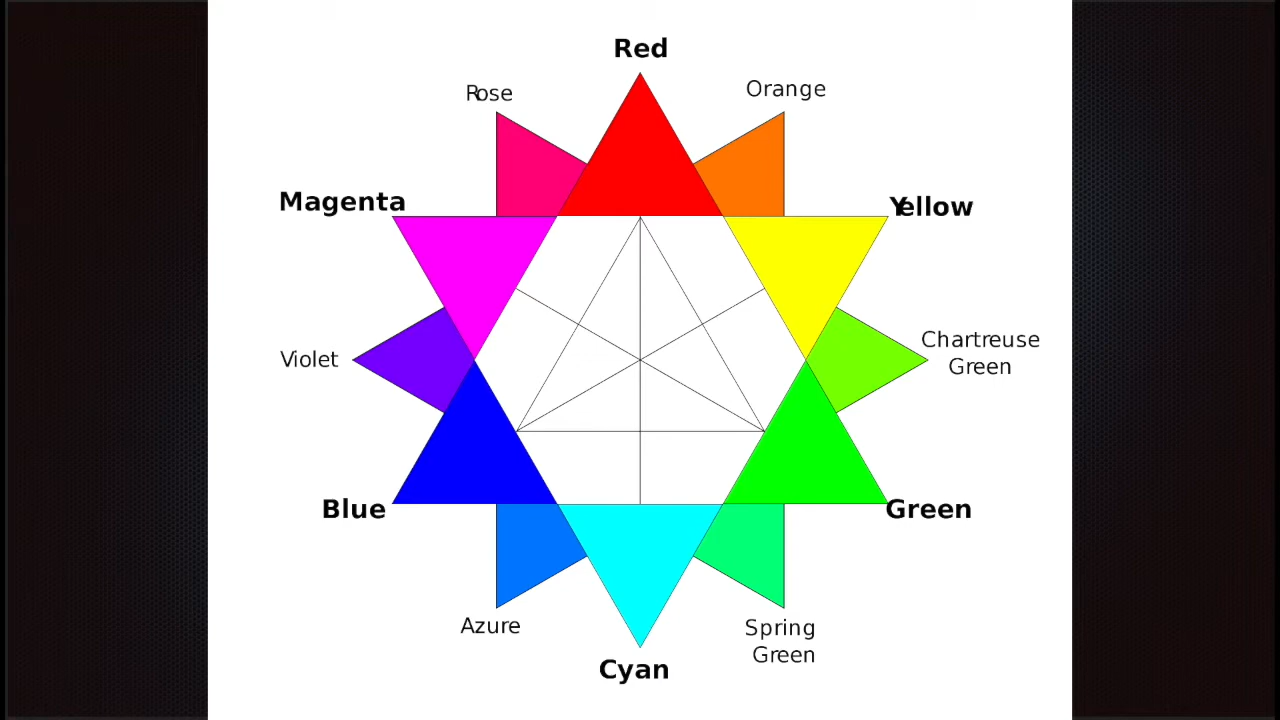 Red
Rose
Orange
Magenta
Yellow
Violet
Chartreuse
Green
Blue
Green
Azure
Spring
Green
Cyan